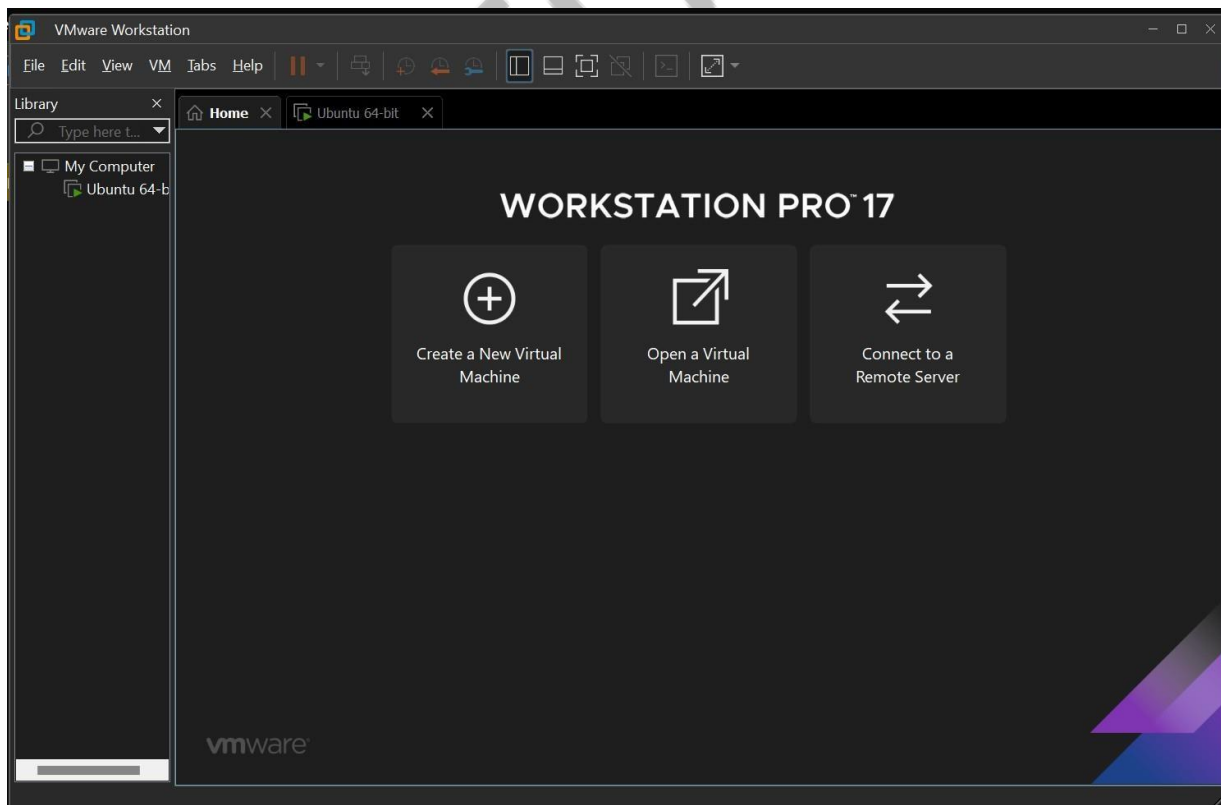 VMware Workstation
File Edit View VM Tabs Help
Library
Home
Ubuntu 64-bit
Type here t...
My Computer
Ubuntu 64-b
WORKSTATION PRO™ 17
Create a New Virtual
Machine
Open a Virtual
Machine
Connect to a
Remote Server
vmware